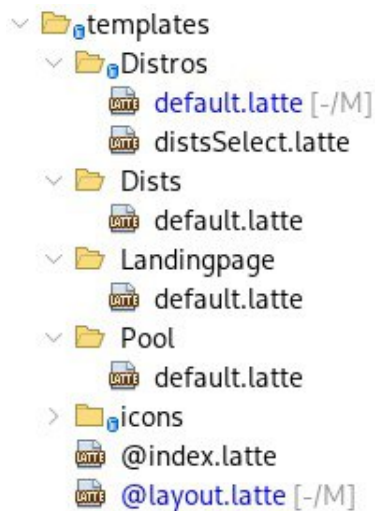 templates
Distros
default.latte [-/M]
distsSelect.latte
Dists
default.latte
Landingpage
default.latte
Pool
default.latte
icons
@index.latte
@layout.latte [-/M]